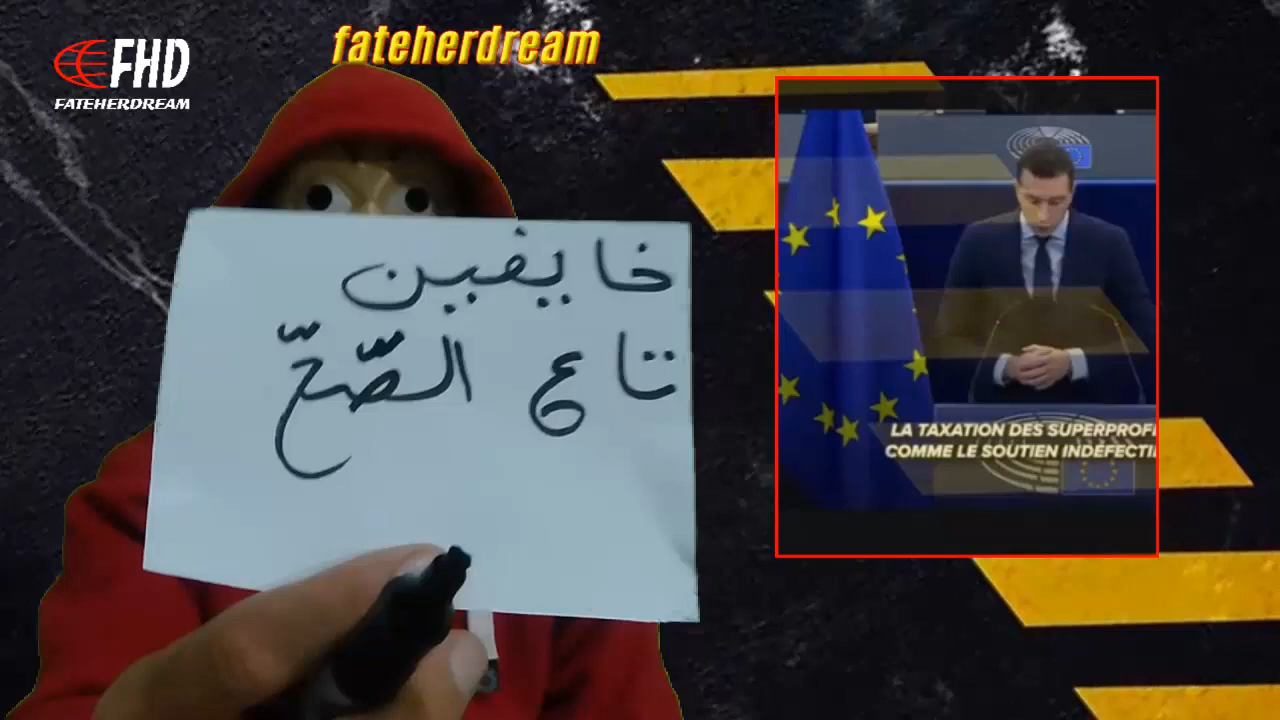 FHD
FATEHERDREAM
fateherdream
خايفين
تاع الصّحّ
LA TAXATION DES SUPERPROFI
COMME LE SOUTIEN INDÉFECTI